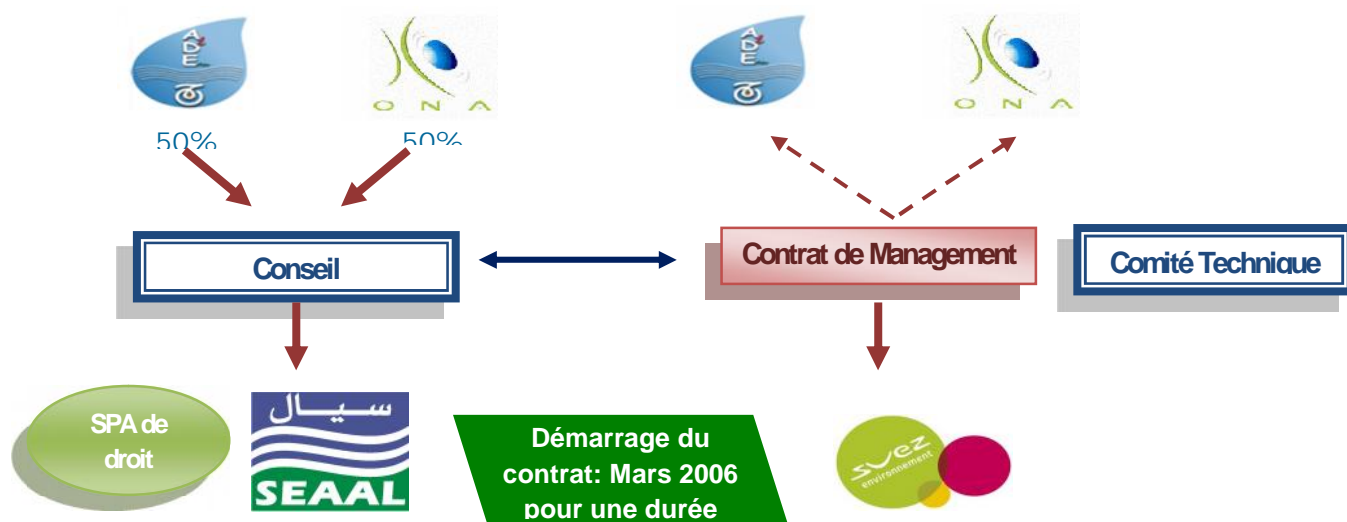 ADE
ONA
ADE
ONA
50%
50%
Conseil
Contrat de Management
Comité Technique
SPA de
droit
سيال
SEAAL
Démarrage du
contrat: Mars 2006
pour une durée
suez
environnement